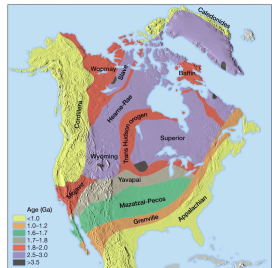 Caledonides
Wopmay
Slave
Baffin
Hearne-Rae
Cordillera
Trans Hudson orogen
Superior
Wyoming
Yavapai
Mojave
Mazatzal-Pecos
Grenville
Appalachian
Age (Ga)
<1.0
1.0–1.2
1.6–1.7
1.7–1.8
1.8–2.0
2.5–3.0
>3.5